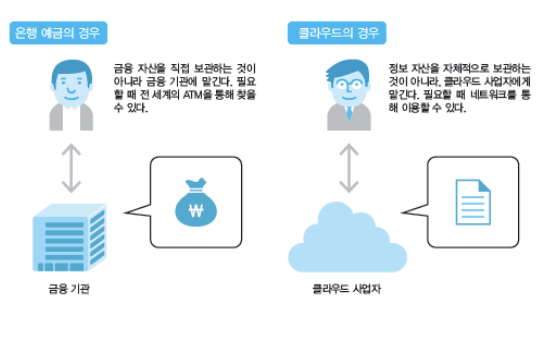 은행 예금의 경우
금융 자산을 직접 보관하는 것이
아니라 금융 기관에 맡긴다. 필요
할 때 전 세계의 ATM을 통해 찾을
수 있다.
₩
금융 기관
클라우드의 경우
정보 자산을 자체적으로 보관하는
것이 아니라, 클라우드 사업자에게
맡긴다. 필요할 때 네트워크를 통
해 이용할 수 있다.
클라우드 사업자